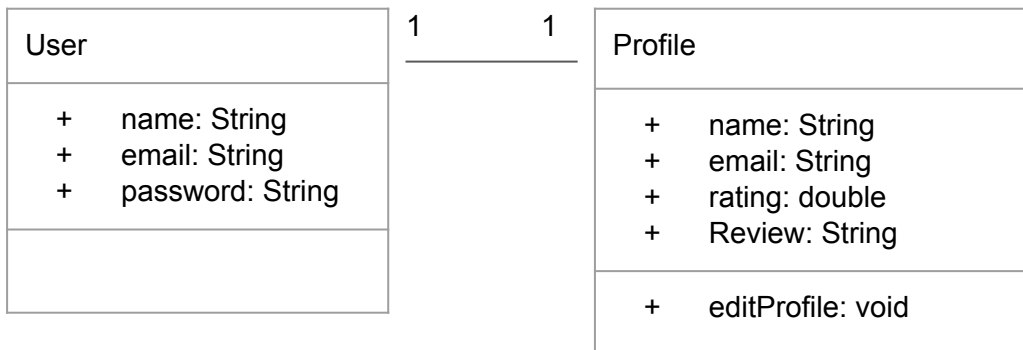 User
+ name: String
+ email: String
+ password: String
1 1
Profile
+ name: String
+ email: String
+ rating: double
+ Review: String
+ editProfile: void